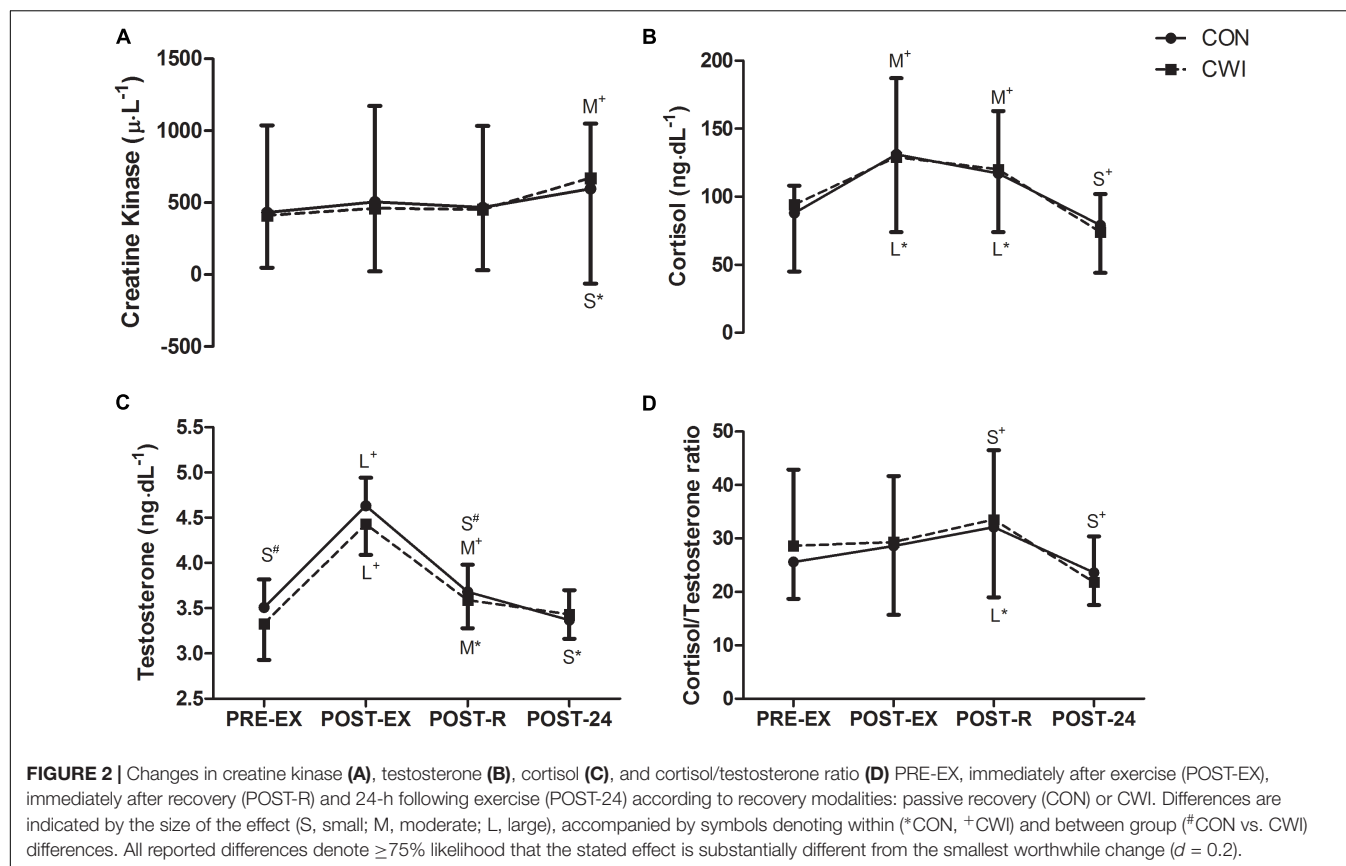 A
1500
1000
500
0
-500
Creatine Kinase (μ·L⁻¹)
M⁺
S*
B
200
150
100
50
0
Cortisol (ng·dL⁻¹)
M⁺
M⁺
S⁺
L*
L*
CON
CWI
C
5.5
5.0
4.5
4.0
3.5
3.0
2.5
Testosterone (ng·dL⁻¹)
S#
L⁺
L⁺
S#
M⁺
M*
S*
PRE-EX POST-EX POST-R POST-24
D
50
40
30
20
10
0
Cortisol/Testosterone ratio
S⁺
L*
S⁺
PRE-EX POST-EX POST-R POST-24
FIGURE 2 | Changes in creatine kinase (A), testosterone (B), cortisol (C), and cortisol/testosterone ratio (D) PRE-EX, immediately after exercise (POST-EX),
immediately after recovery (POST-R) and 24-h following exercise (POST-24) according to recovery modalities: passive recovery (CON) or CWI. Differences are
indicated by the size of the effect (S, small; M, moderate; L, large), accompanied by symbols denoting within (*CON, ⁺CWI) and between group (#CON vs. CWI)
differences. All reported differences denote ≥75% likelihood that the stated effect is substantially different from the smallest worthwhile change (d = 0.2).